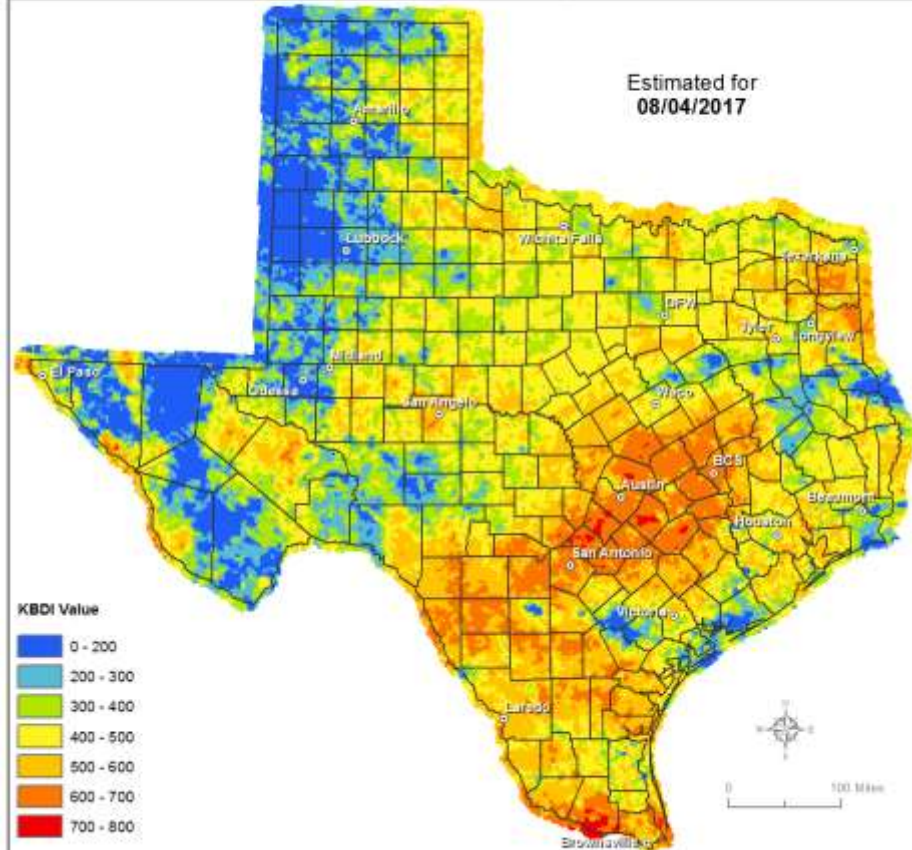 Estimated for
08/04/2017
Amarillo
Lubbock
Wichita Falls
Texarkana
DFW
Tyler
Longview
El Paso
Midland
Odessa
San Angelo
Waco
BCS
Austin
Beaumont
Houston
San Antonio
Victoria
Laredo
Brownsville
KBDI Value
0 - 200
200 - 300
300 - 400
400 - 500
500 - 600
600 - 700
700 - 800
N
W
E
S
0
100 Miles